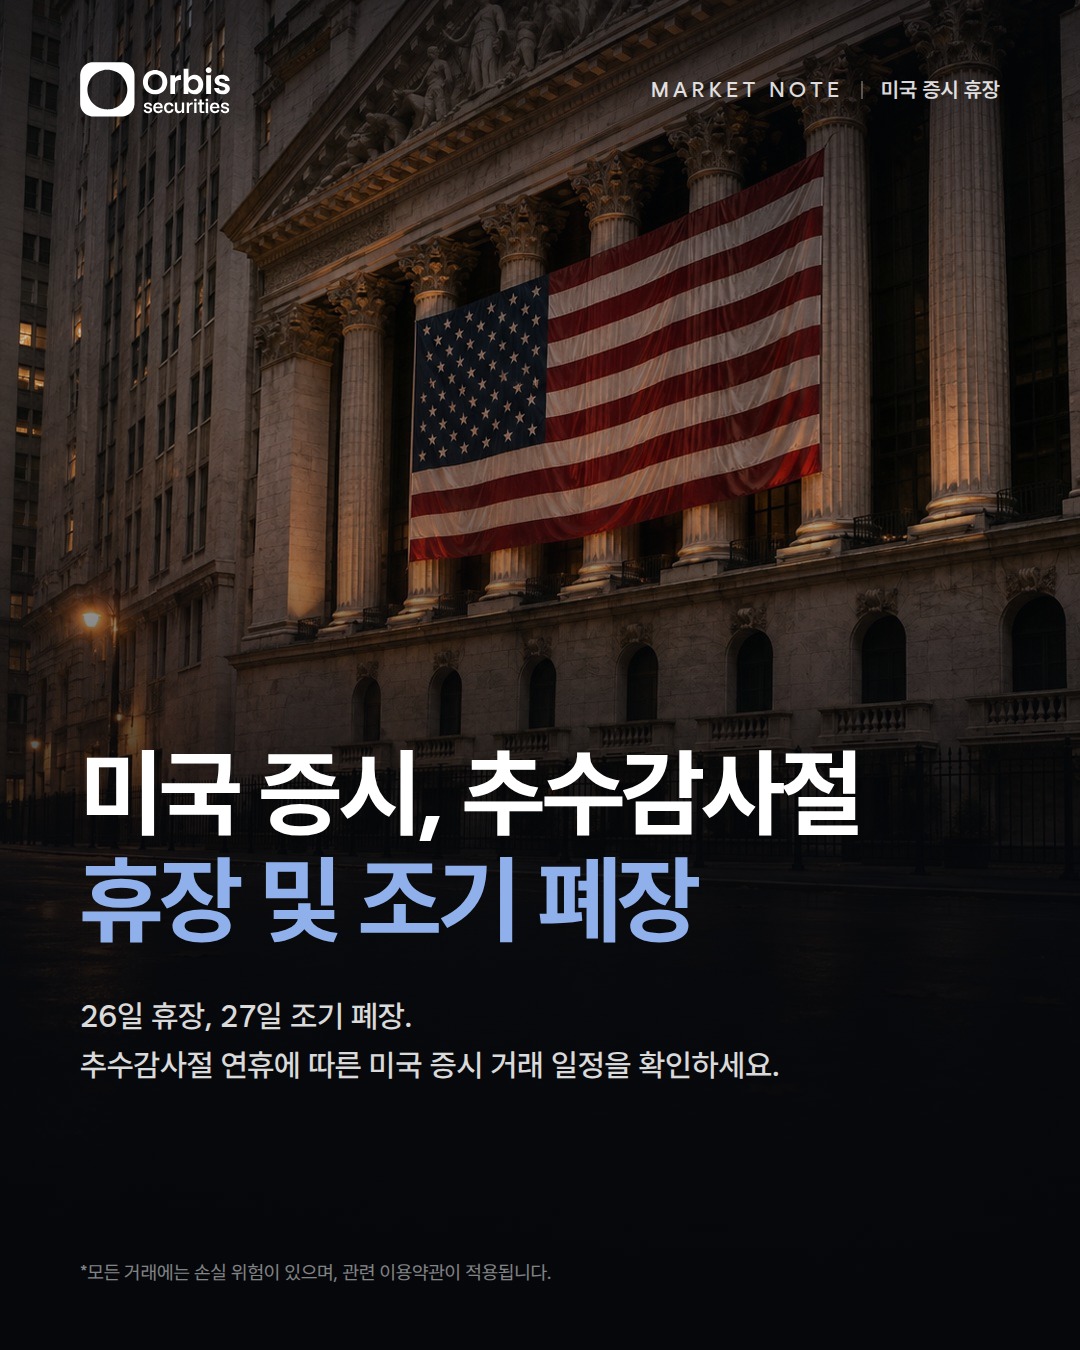 Orbis
securities
MARKET NOTE | 미국 증시 휴장
미국 증시, 추수감사절
휴장 및 조기 폐장
26일 휴장, 27일 조기 폐장.
추수감사절 연휴에 따른 미국 증시 거래 일정을 확인하세요.
*모든 거래에는 손실 위험이 있으며, 관련 이용약관이 적용됩니다.